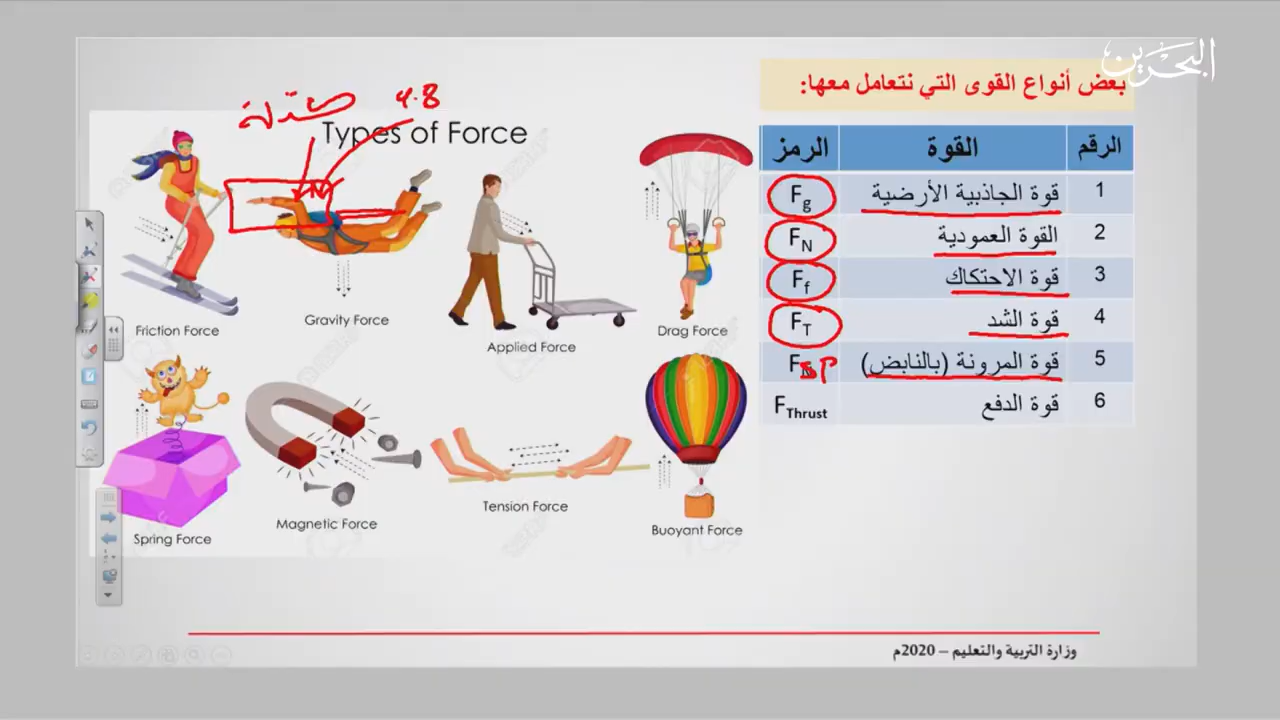 البحرين
بعض أنواع القوى التي نتعامل معها:
الرقم القوة الرمز
1 قوة الجاذبية الأرضية Fg
2 القوة العمودية FN
3 قوة الاحتكاك Ff
4 قوة الشد FT
5 قوة المرونة (بالنابض) Fsp
6 قوة الدفع FThrust
9.8
Types of Force
Friction Force
Gravity Force
Applied Force
Drag Force
Spring Force
Magnetic Force
Tension Force
Buoyant Force
وزارة التربية والتعليم – 2020م